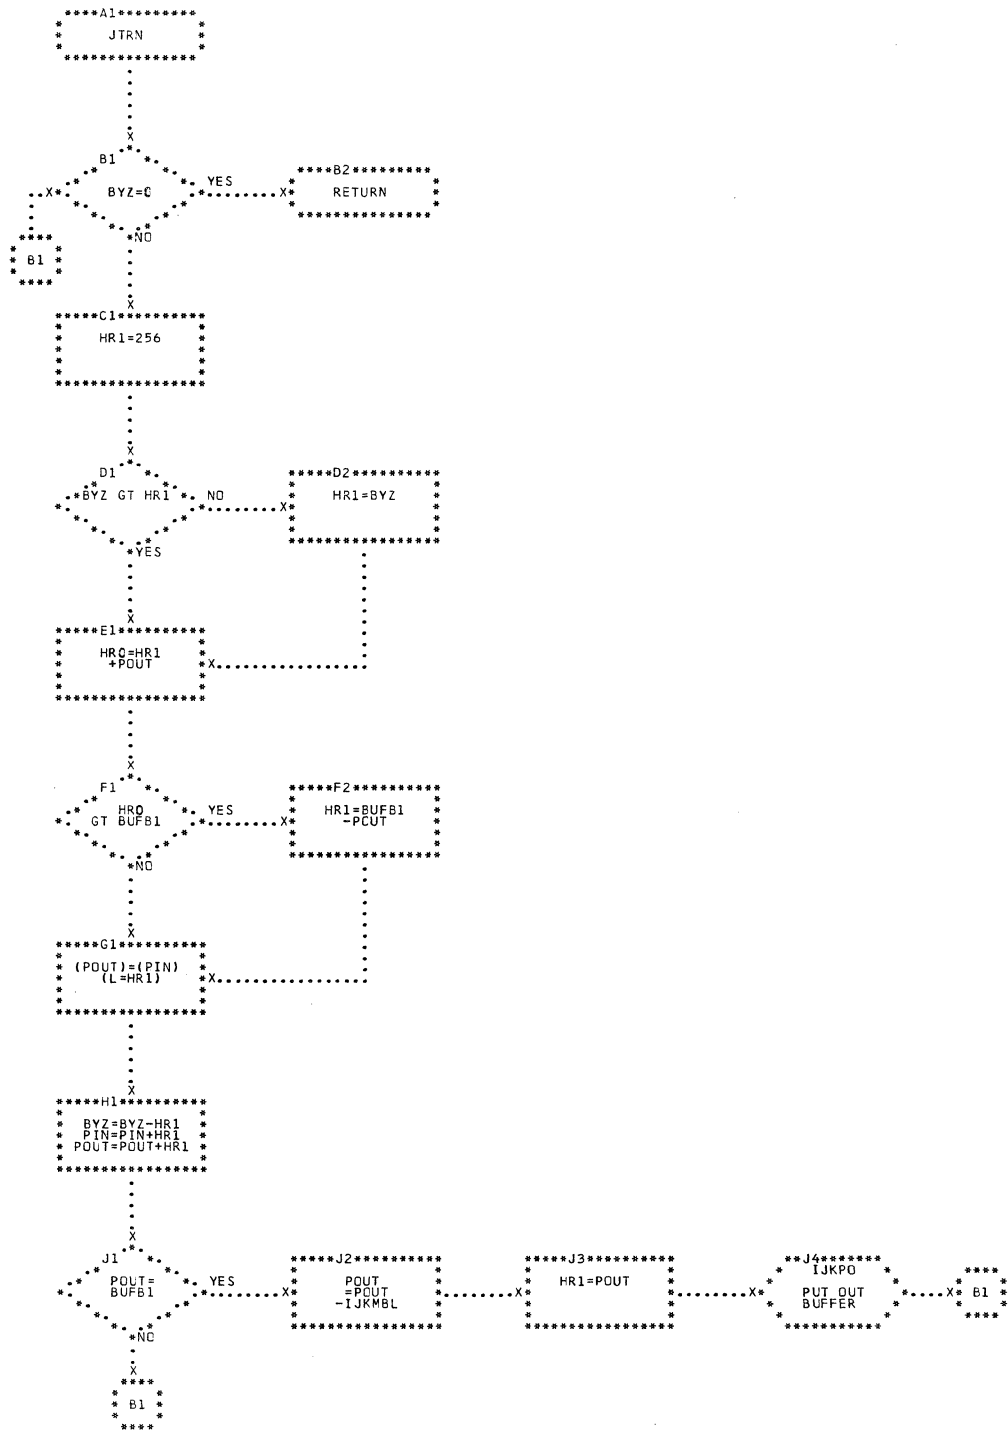 A1
JTRN
B1
BYZ=0
YES
B2
RETURN
NO
B1
C1
HR1=256
D1
BYZ GT HR1
NO
D2
HR1=BYZ
YES
E1
HR0=HR1
+POUT
F1
HR0
GT BUFB1
YES
F2
HR1=BUFB1
-POUT
NO
G1
(POUT)=(PIN)
(L=HR1)
H1
BYZ=BYZ-HR1
PIN=PIN+HR1
POUT=POUT+HR1
J1
POUT=
BUFB1
YES
J2
POUT
=POUT
-IJKMBL
J3
HR1=POUT
J4
IJKPO
PUT OUT
BUFFER
B1
NO
B1